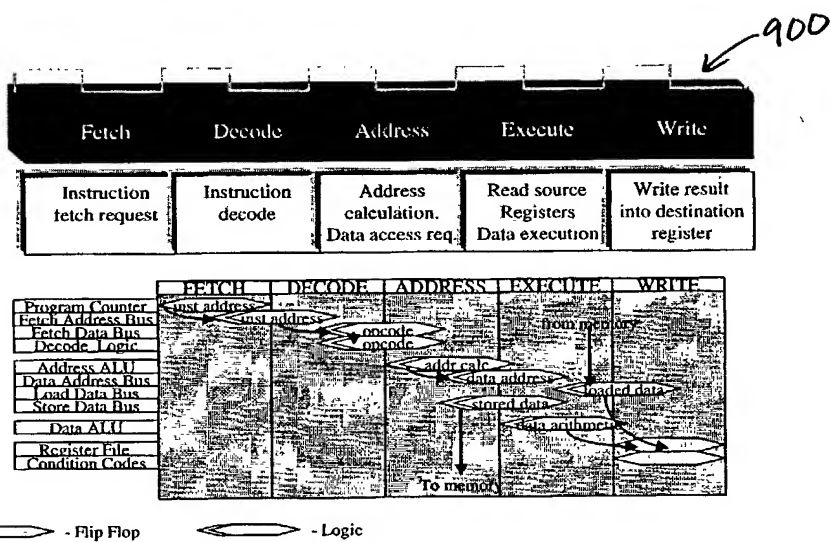 900
Fetch Decode Address Execute Write
Instruction fetch request
Instruction decode
Address calculation. Data access req.
Read source Registers Data execution
Write result into destination register
FETCH DECODE ADDRESS EXECUTE WRITE
Program Counter
Fetch Address Bus
Fetch Data Bus
Decode Logic
Address ALU
Data Address Bus
Load Data Bus
Store Data Bus
Data ALU
Register File
Condition Codes
inst address
inst address
opcode
opcode
from memory
addr calc
data address
loaded data
stored data
data arithmetic
To memory
- Flip Flop
- Logic